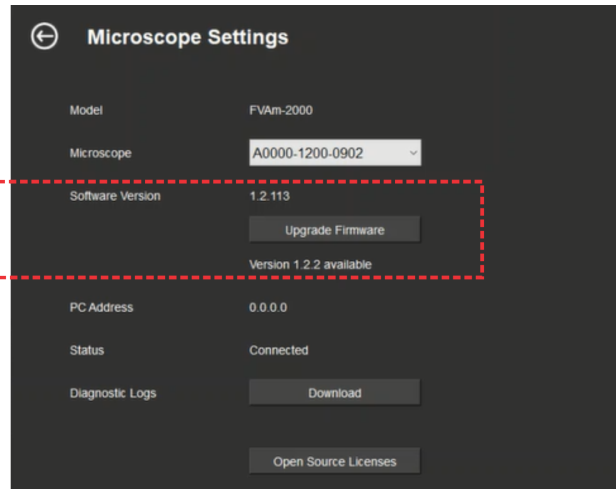 Microscope Settings
Model FVAm-2000
Microscope A0000-1200-0902
Software Version 1.2.113
Upgrade Firmware
Version 1.2.2 available
PC Address 0.0.0.0
Status Connected
Diagnostic Logs Download
Open Source Licenses